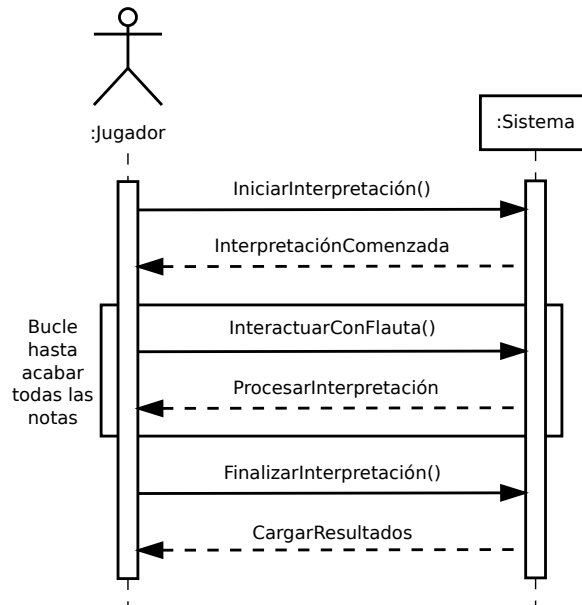 :Jugador
:Sistema
IniciarInterpretación()
InterpretaciónComenzada
Bucle
hasta
acabar
todas las
notas
InteractuarConFlauta()
ProcesarInterpretación
FinalizarInterpretación()
CargarResultados